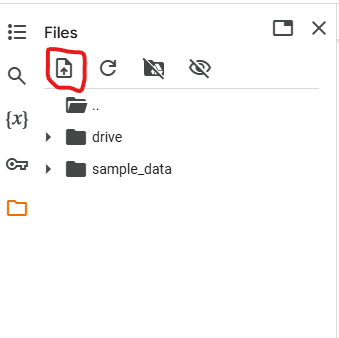 Files
{x}
..
drive
sample_data